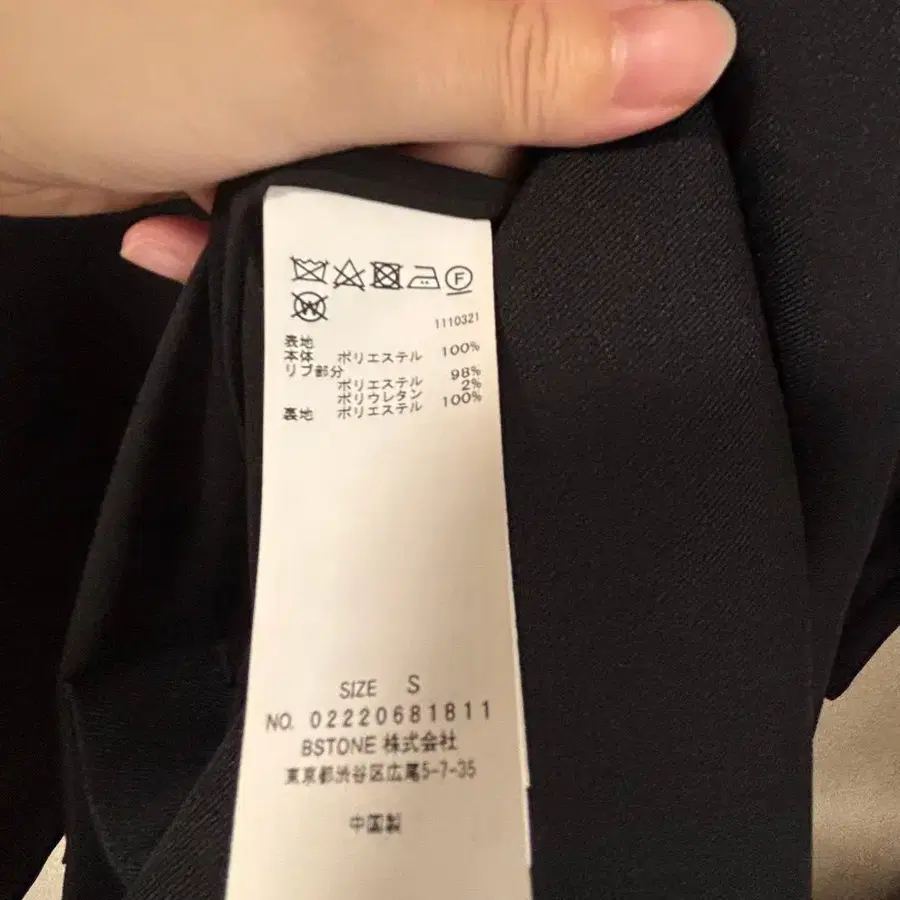 F
W
1110321
表地
本体 ポリエステル 100%
リブ部分
ポリエステル 98%
ポリウレタン 2%
裏地 ポリエステル 100%
SIZE S
NO. 02220681811
BSTONE 株式会社
東京都渋谷区広尾5-7-35
中国製